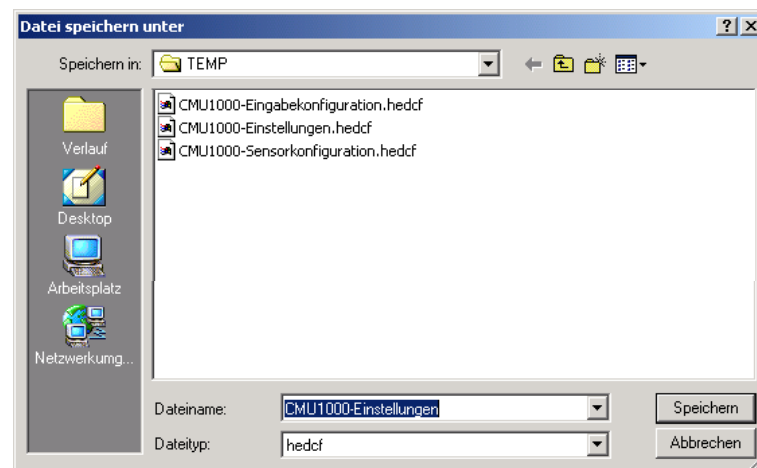 Datei speichern unter
Speichern in: TEMP
CMU1000-Eingabekonfiguration.hedcf
CMU1000-Einstellungen.hedcf
CMU1000-Sensorkonfiguration.hedcf
Verlauf
Desktop
Arbeitsplatz
Netzwerkumg...
Dateiname: CMU1000-Einstellungen Speichern
Dateityp: hedcf Abbrechen